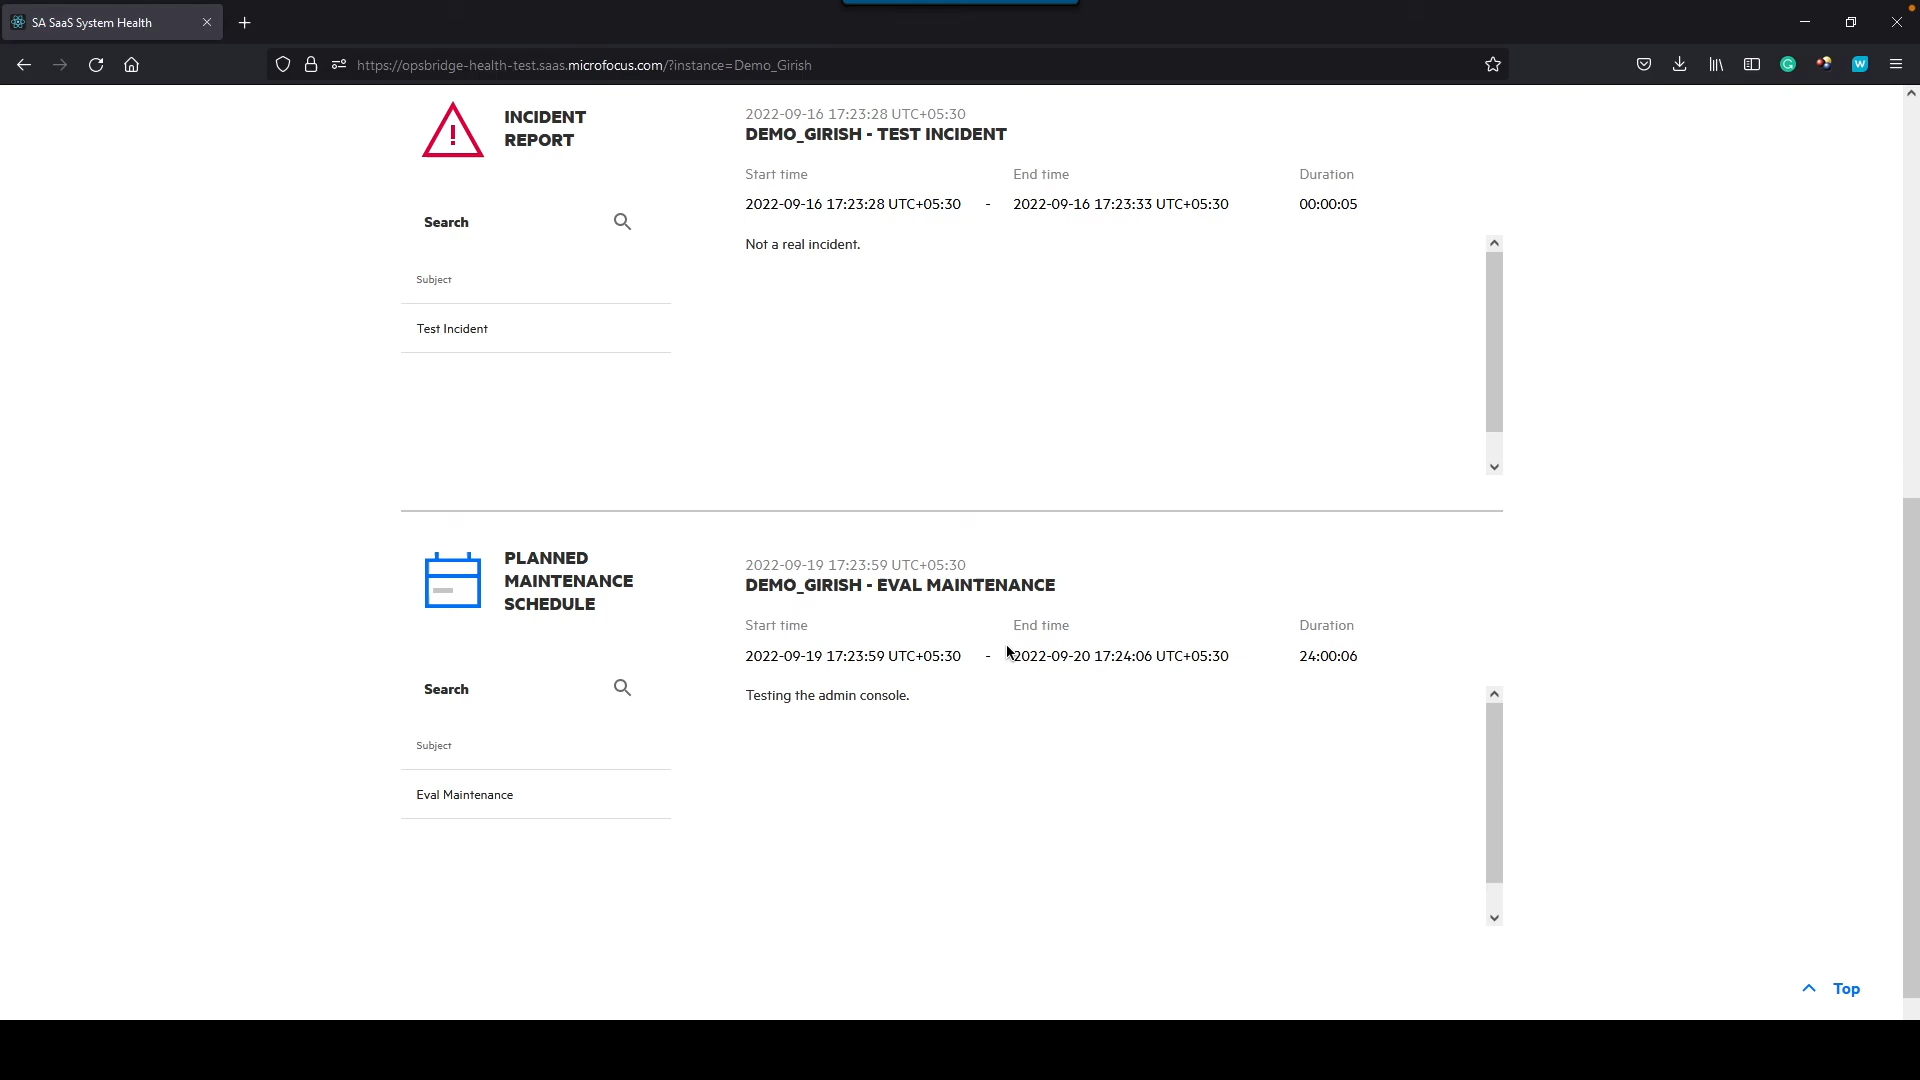 SA SaaS System Health
https://opsbridge-health-test.saas.microfocus.com/?instance=Demo_Girish
INCIDENT
REPORT
2022-09-16 17:23:28 UTC+05:30
DEMO_GIRISH - TEST INCIDENT
Start time
End time
Duration
2022-09-16 17:23:28 UTC+05:30 - 2022-09-16 17:23:33 UTC+05:30 00:00:05
Search
Not a real incident.
Subject
Test Incident
PLANNED
MAINTENANCE
SCHEDULE
2022-09-19 17:23:59 UTC+05:30
DEMO_GIRISH - EVAL MAINTENANCE
Start time
End time
Duration
2022-09-19 17:23:59 UTC+05:30 - 2022-09-20 17:24:06 UTC+05:30 24:00:06
Search
Testing the admin console.
Subject
Eval Maintenance
Top